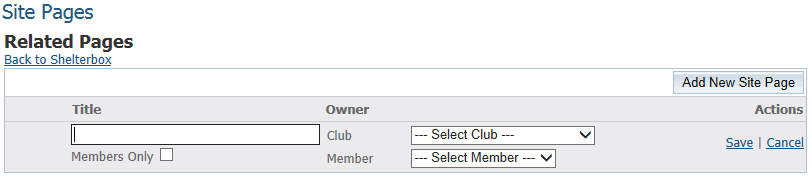 Site Pages
Related Pages
Back to Shelterbox
Add New Site Page
Title Owner Actions
Club --- Select Club --- Save | Cancel
Members Only Member --- Select Member ---